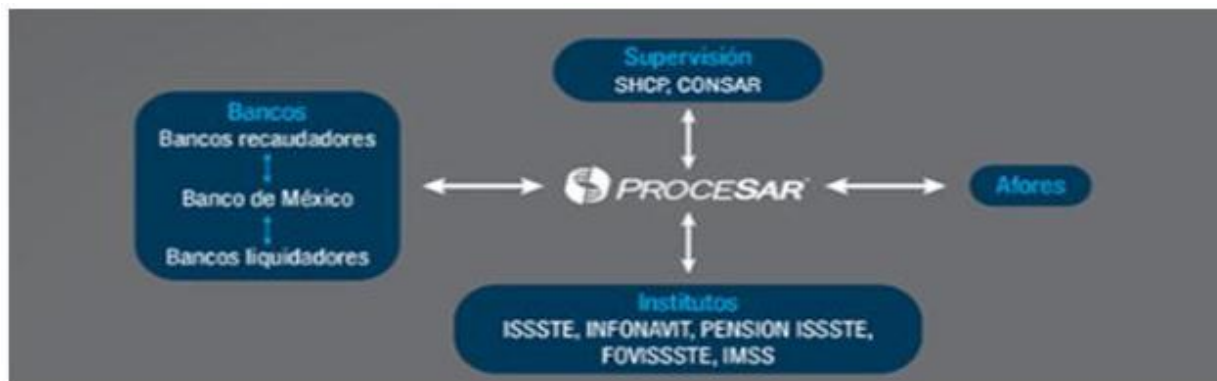 Supervisión
SHCP, CONSAR
Bancos
Bancos recaudadores
Banco de México
Bancos liquidadores
PROCESAR
Afores
Institutos
ISSSTE, INFONAVIT, PENSION ISSSTE,
FOVISSSTE, IMSS